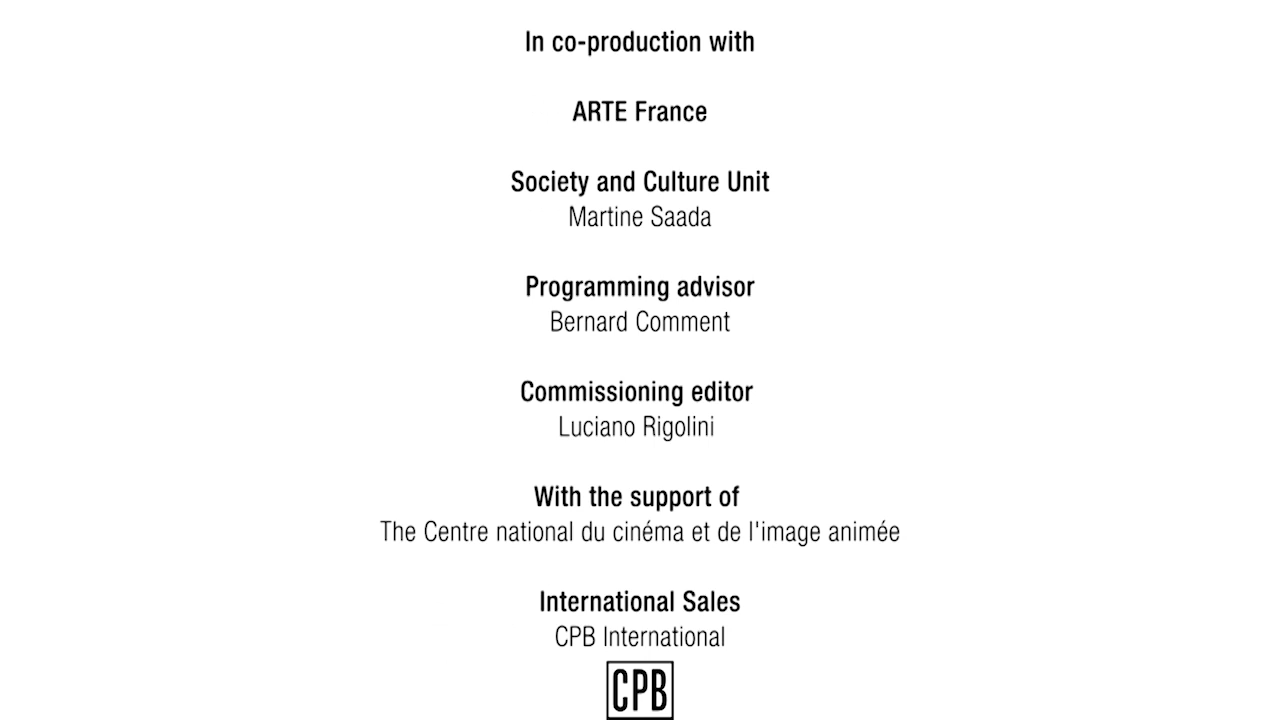 In co-production with
ARTE France
Society and Culture Unit
Martine Saada
Programming advisor
Bernard Comment
Commissioning editor
Luciano Rigolini
With the support of
The Centre national du cinéma et de l'image animée
International Sales
CPB International
CPB